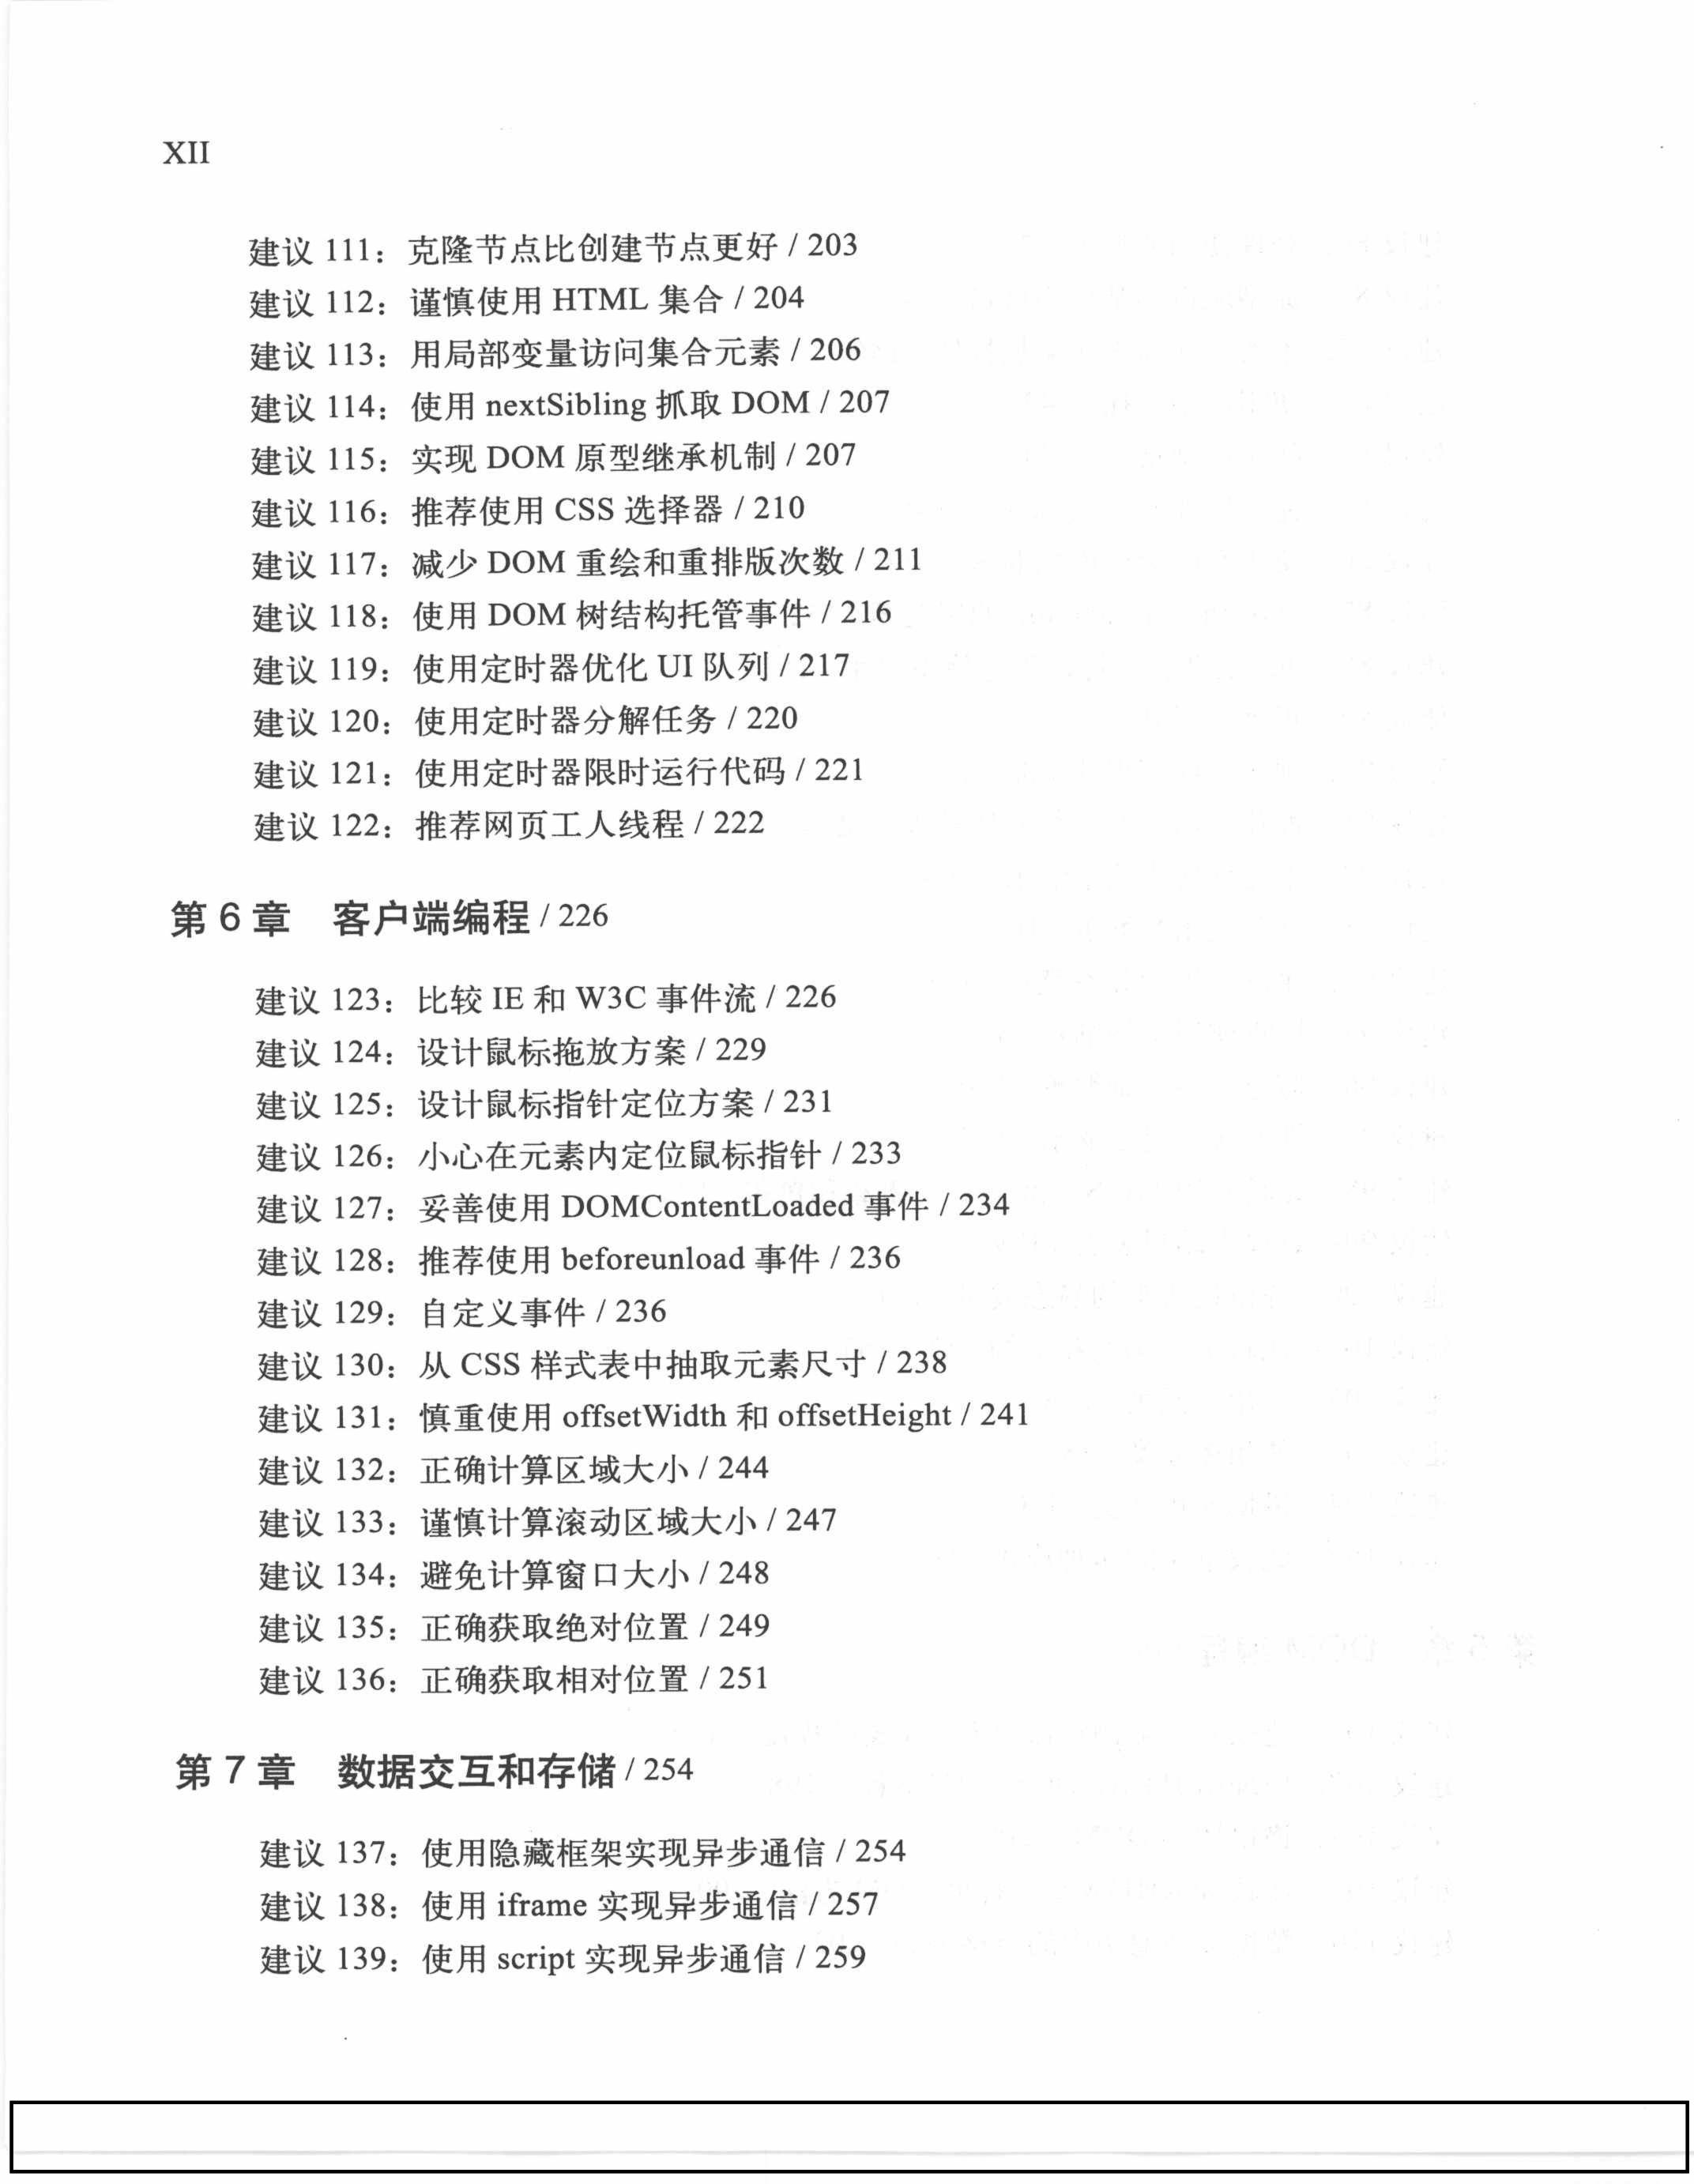 XII
建议 111：克隆节点比创建节点更好 / 203
建议 112：谨慎使用 HTML 集合 / 204
建议 113：用局部变量访问集合元素 / 206
建议 114：使用 nextSibling 抓取 DOM / 207
建议 115：实现 DOM 原型继承机制 / 207
建议 116：推荐使用 CSS 选择器 / 210
建议 117：减少 DOM 重绘和重排版次数 / 211
建议 118：使用 DOM 树结构托管事件 / 216
建议 119：使用定时器优化 UI 队列 / 217
建议 120：使用定时器分解任务 / 220
建议 121：使用定时器限时运行代码 / 221
建议 122：推荐网页工人线程 / 222
第 6 章　客户端编程 / 226
建议 123：比较 IE 和 W3C 事件流 / 226
建议 124：设计鼠标拖放方案 / 229
建议 125：设计鼠标指针定位方案 / 231
建议 126：小心在元素内定位鼠标指针 / 233
建议 127：妥善使用 DOMContentLoaded 事件 / 234
建议 128：推荐使用 beforeunload 事件 / 236
建议 129：自定义事件 / 236
建议 130：从 CSS 样式表中抽取元素尺寸 / 238
建议 131：慎重使用 offsetWidth 和 offsetHeight / 241
建议 132：正确计算区域大小 / 244
建议 133：谨慎计算滚动区域大小 / 247
建议 134：避免计算窗口大小 / 248
建议 135：正确获取绝对位置 / 249
建议 136：正确获取相对位置 / 251
第 7 章　数据交互和存储 / 254
建议 137：使用隐藏框架实现异步通信 / 254
建议 138：使用 iframe 实现异步通信 / 257
建议 139：使用 script 实现异步通信 / 259